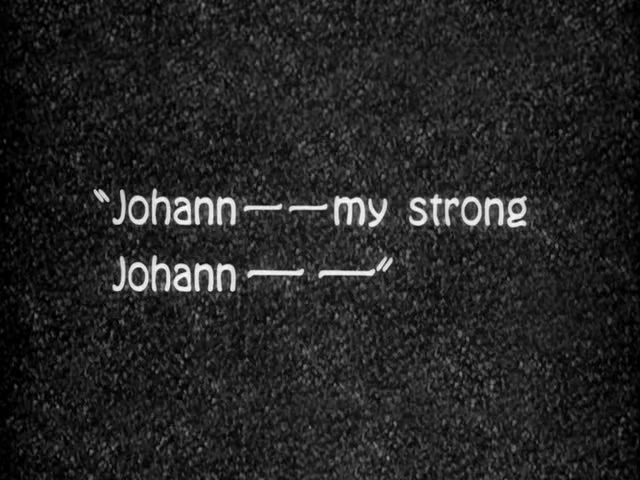 "Johann — — my strong
Johann — —"